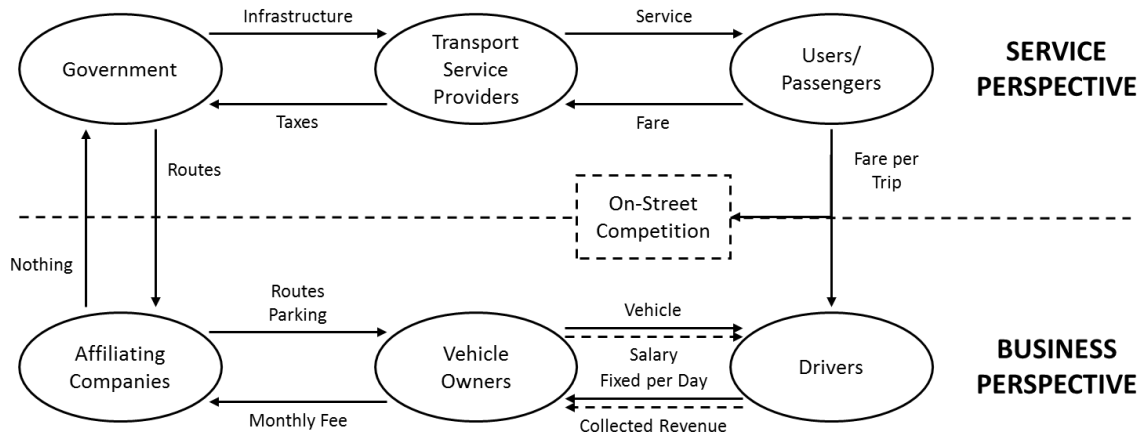 Infrastructure
Service
Government
Transport
Service
Providers
Users/
Passengers
SERVICE
PERSPECTIVE
Taxes
Fare
Routes
Fare per
Trip
On-Street
Competition
Nothing
Routes
Parking
Vehicle
Affiliating
Companies
Vehicle
Owners
Salary
Fixed per Day
Drivers
BUSINESS
PERSPECTIVE
Monthly Fee
Collected Revenue